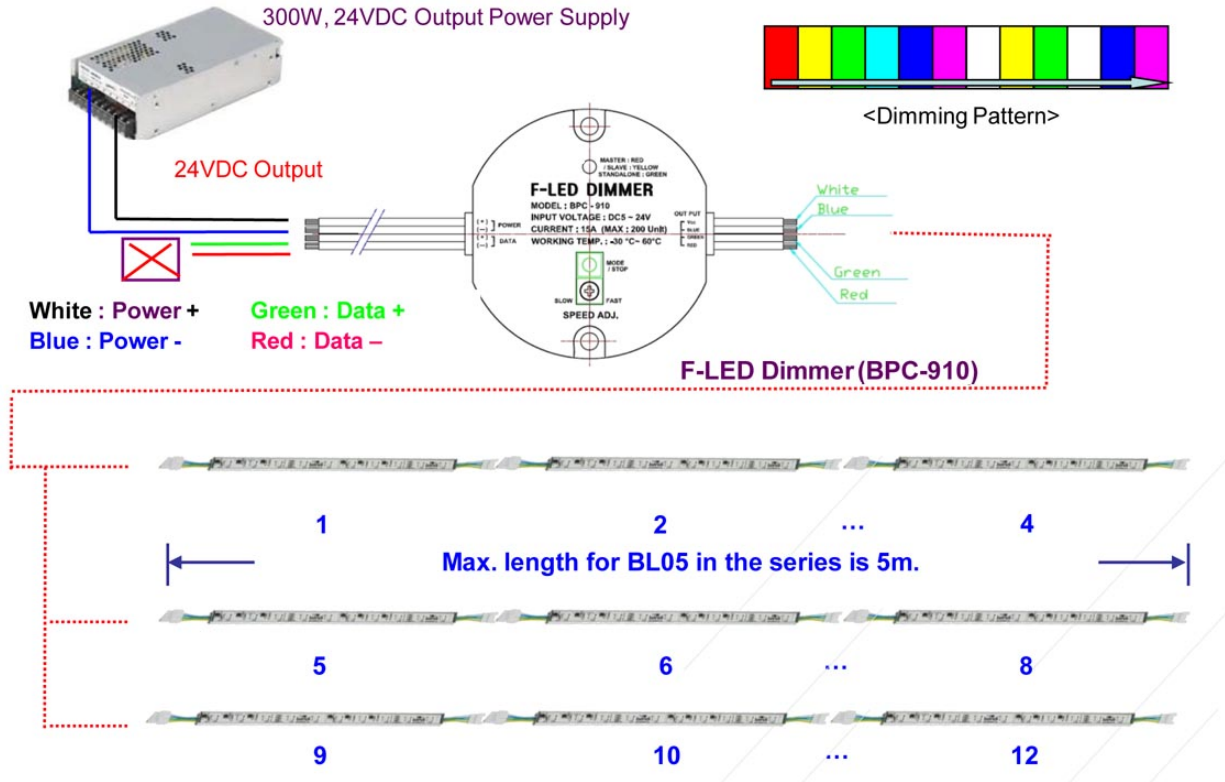 300W, 24VDC Output Power Supply
<Dimming Pattern>
24VDC Output
MASTER : RED
/ SLAVE : YELLOW
STANDALONE : GREEN
F-LED DIMMER
MODEL : BPC - 910
INPUT VOLTAGE : DC5 ~ 24V
CURRENT : 15A (MAX : 200 Unit)
WORKING TEMP. : -30 °C~ 60°C
(+)
(−)
POWER
(+)
(−)
DATA
OUT PUT
BLUE
GREEN
RED
MODE
/ STOP
SLOW
FAST
SPEED ADJ.
White
Blue
Green
Red
White : Power +
Green : Data +
Blue : Power -
Red : Data –
F-LED Dimmer (BPC-910)
1
2
...
4
Max. length for BL05 in the series is 5m.
5
6
...
8
9
10
...
12